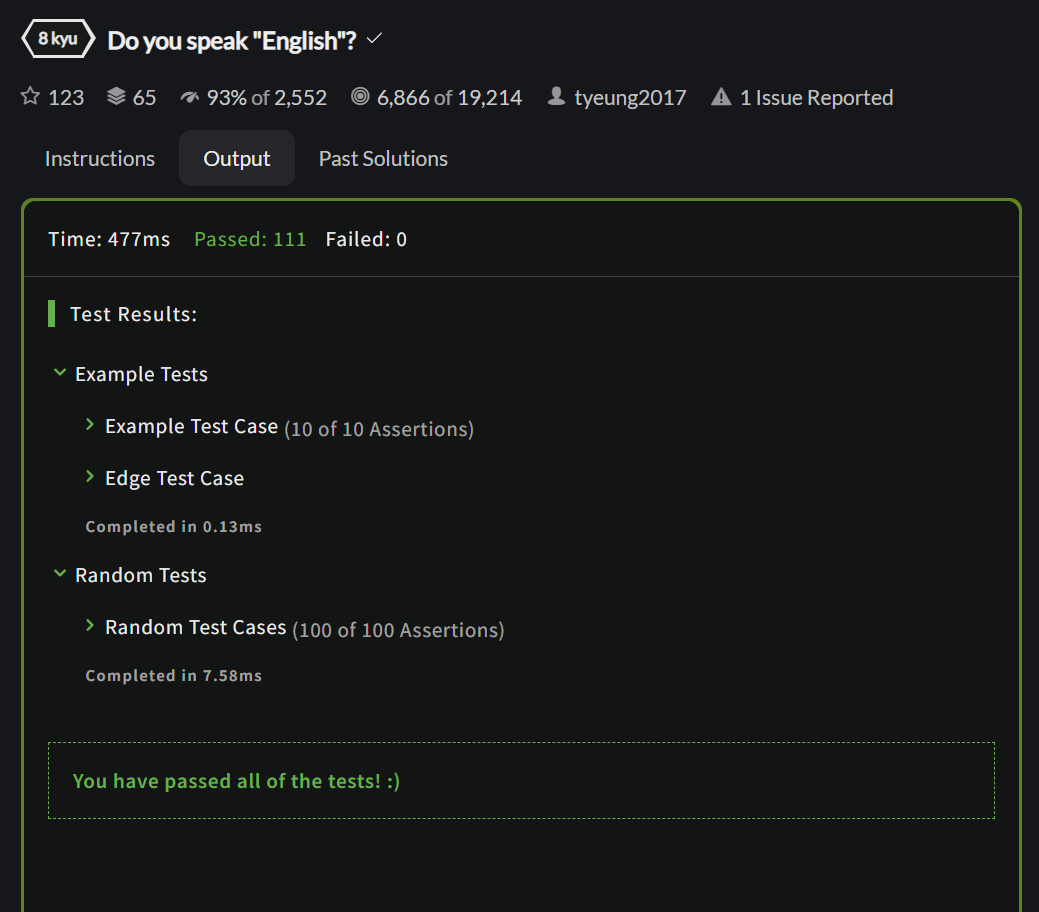 8 kyu Do you speak "English"?
123 65 93% of 2,552 6,866 of 19,214 tyeung2017 1 Issue Reported
Instructions Output Past Solutions
Time: 477ms Passed: 111 Failed: 0
Test Results:
Example Tests
Example Test Case (10 of 10 Assertions)
Edge Test Case
Completed in 0.13ms
Random Tests
Random Test Cases (100 of 100 Assertions)
Completed in 7.58ms
You have passed all of the tests! :)